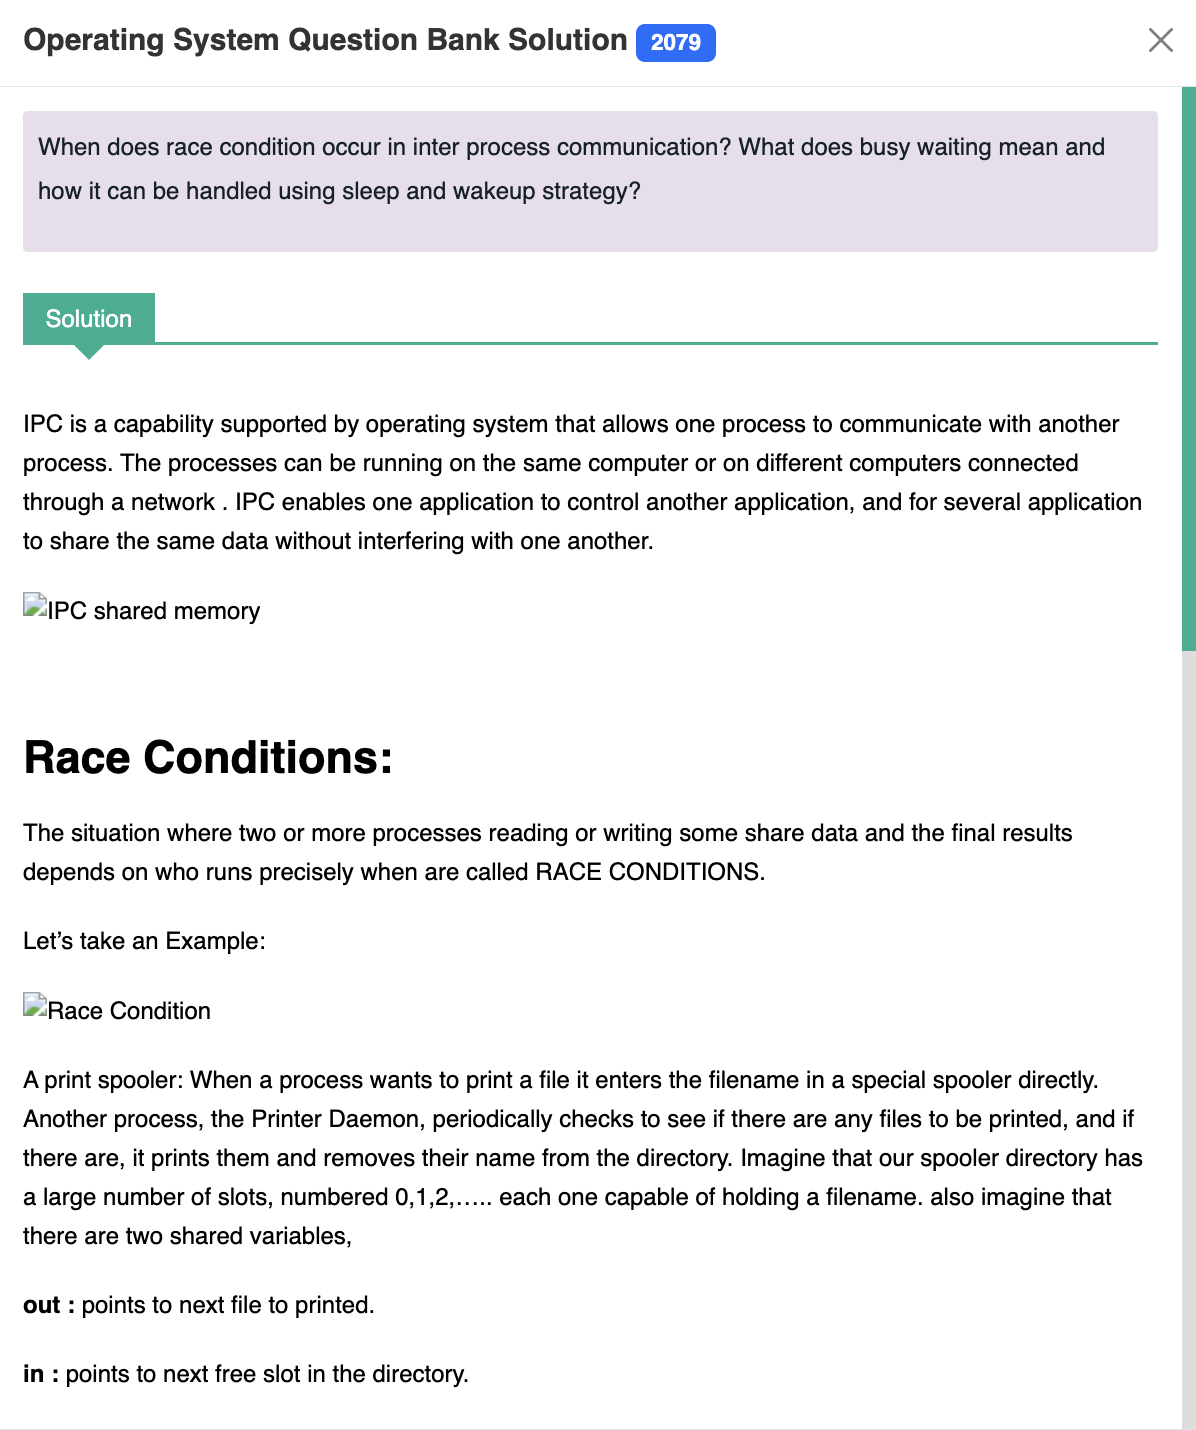 Operating System Question Bank Solution 2079
When does race condition occur in inter process communication? What does busy waiting mean and
how it can be handled using sleep and wakeup strategy?
Solution
IPC is a capability supported by operating system that allows one process to communicate with another
process. The processes can be running on the same computer or on different computers connected
through a network . IPC enables one application to control another application, and for several application
to share the same data without interfering with one another.
IPC shared memory
Race Conditions:
The situation where two or more processes reading or writing some share data and the final results
depends on who runs precisely when are called RACE CONDITIONS.
Let’s take an Example:
Race Condition
A print spooler: When a process wants to print a file it enters the filename in a special spooler directly.
Another process, the Printer Daemon, periodically checks to see if there are any files to be printed, and if
there are, it prints them and removes their name from the directory. Imagine that our spooler directory has
a large number of slots, numbered 0,1,2,….. each one capable of holding a filename. also imagine that
there are two shared variables,
out : points to next file to printed.
in : points to next free slot in the directory.